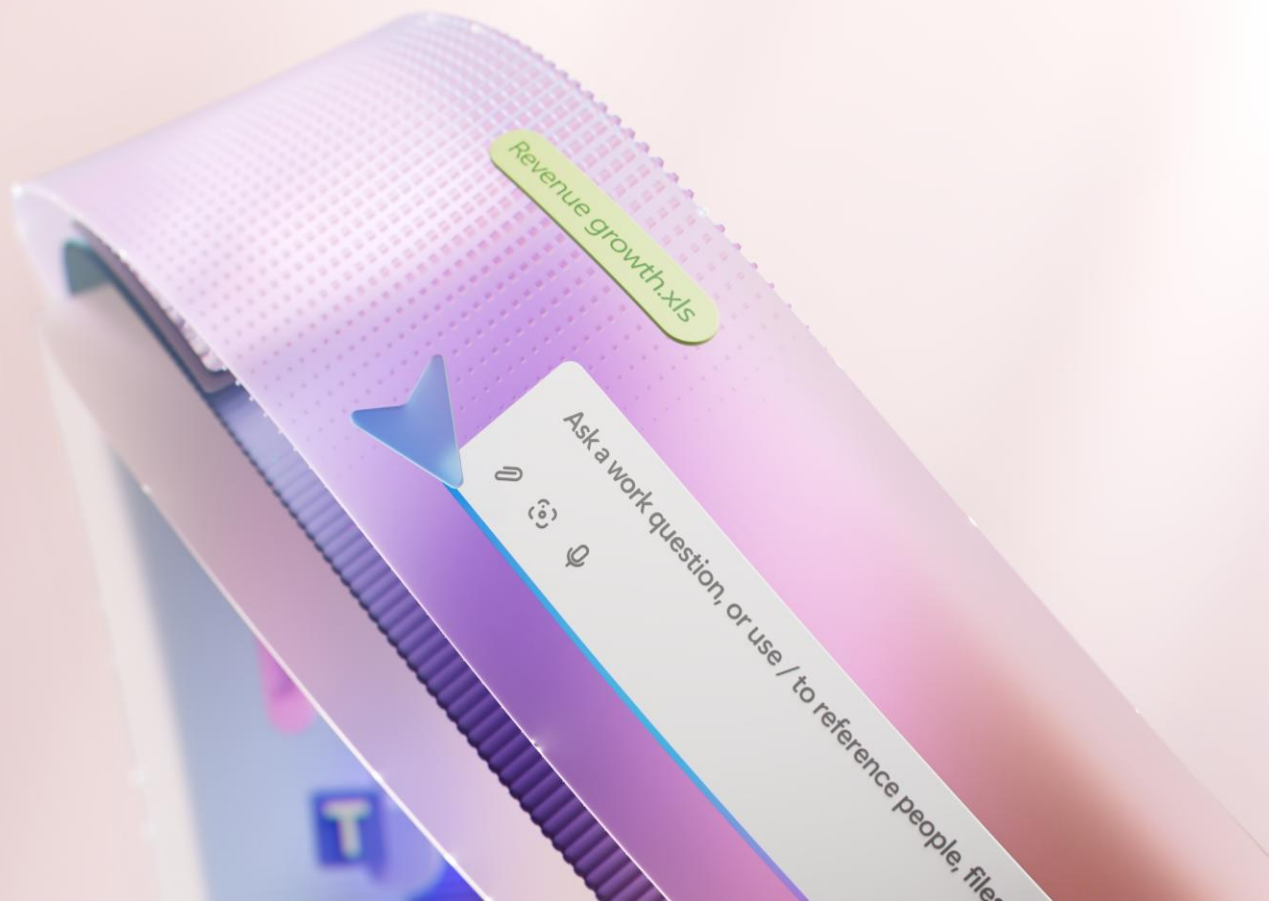 Revenue growth.xls
Ask a work question, or use / to reference people, files
T